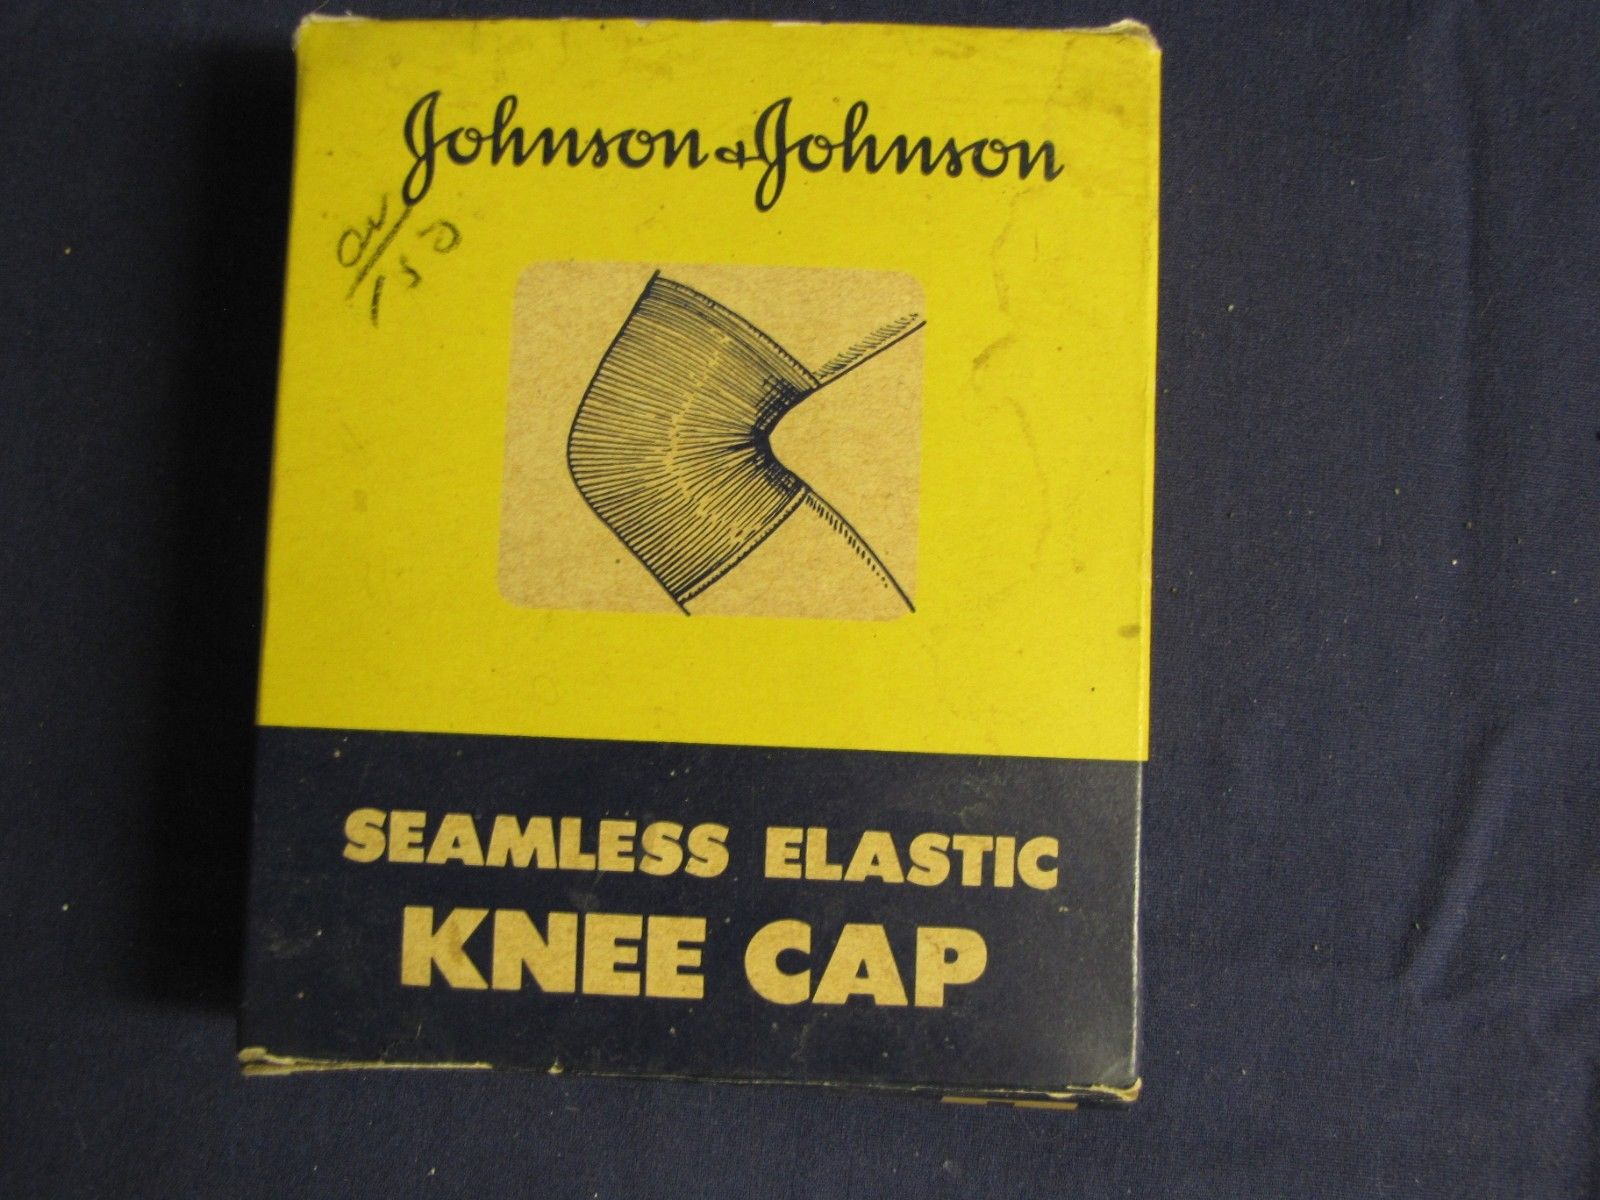 Johnson & Johnson
SEAMLESS ELASTIC
KNEE CAP